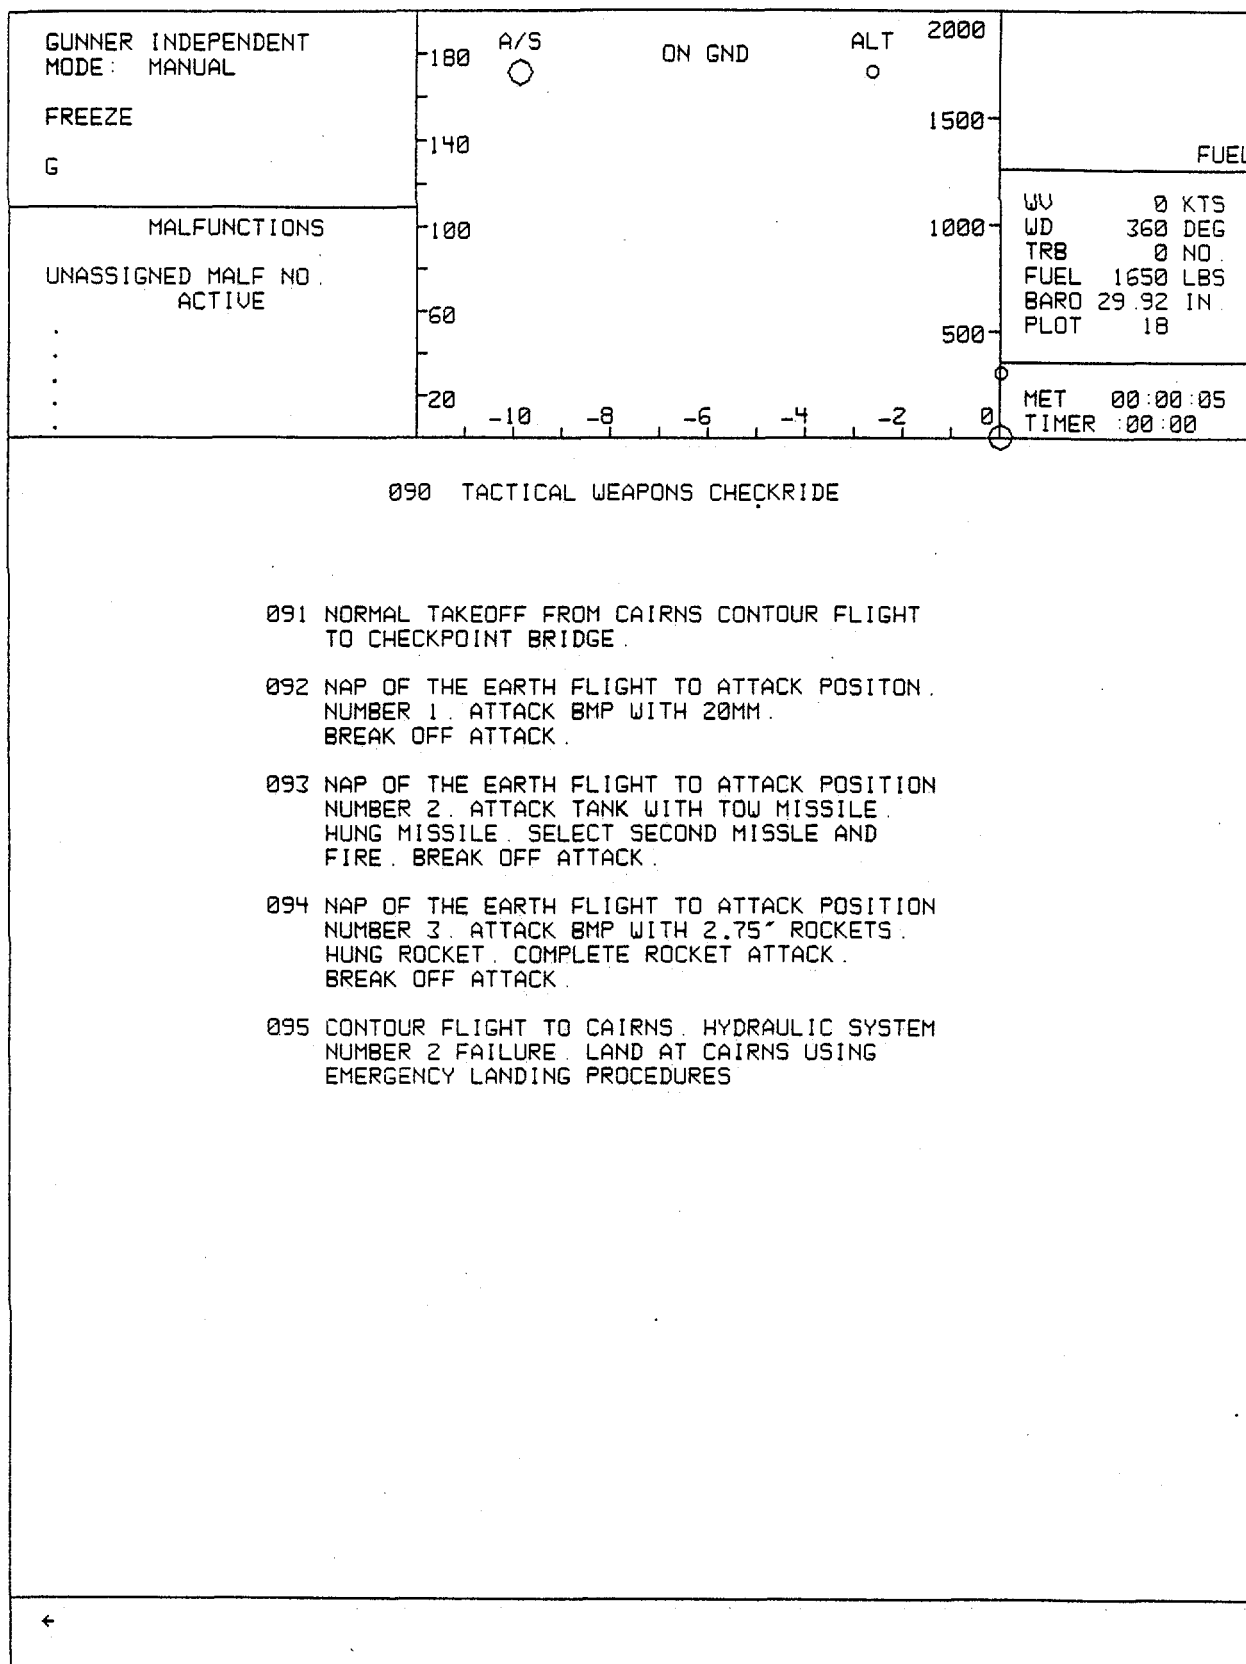 GUNNER INDEPENDENT
MODE: MANUAL
FREEZE
G
MALFUNCTIONS
UNASSIGNED MALF NO.
ACTIVE
A/S
ON GND
ALT
180
140
100
60
20
-10 -8 -6 -4 -2 0
2000
1500
1000
500
FUEL
WV 0 KTS
WD 360 DEG
TRB 0 NO.
FUEL 1650 LBS
BARO 29.92 IN.
PLOT 18
MET 00:00:05
TIMER :00:00
090 TACTICAL WEAPONS CHECKRIDE
091 NORMAL TAKEOFF FROM CAIRNS CONTOUR FLIGHT
TO CHECKPOINT BRIDGE.
092 NAP OF THE EARTH FLIGHT TO ATTACK POSITON.
NUMBER 1. ATTACK BMP WITH 20MM.
BREAK OFF ATTACK.
093 NAP OF THE EARTH FLIGHT TO ATTACK POSITION
NUMBER 2. ATTACK TANK WITH TOW MISSILE.
HUNG MISSILE. SELECT SECOND MISSLE AND
FIRE. BREAK OFF ATTACK.
094 NAP OF THE EARTH FLIGHT TO ATTACK POSITION
NUMBER 3. ATTACK BMP WITH 2.75" ROCKETS.
HUNG ROCKET. COMPLETE ROCKET ATTACK.
BREAK OFF ATTACK.
095 CONTOUR FLIGHT TO CAIRNS. HYDRAULIC SYSTEM
NUMBER 2 FAILURE. LAND AT CAIRNS USING
EMERGENCY LANDING PROCEDURES
←